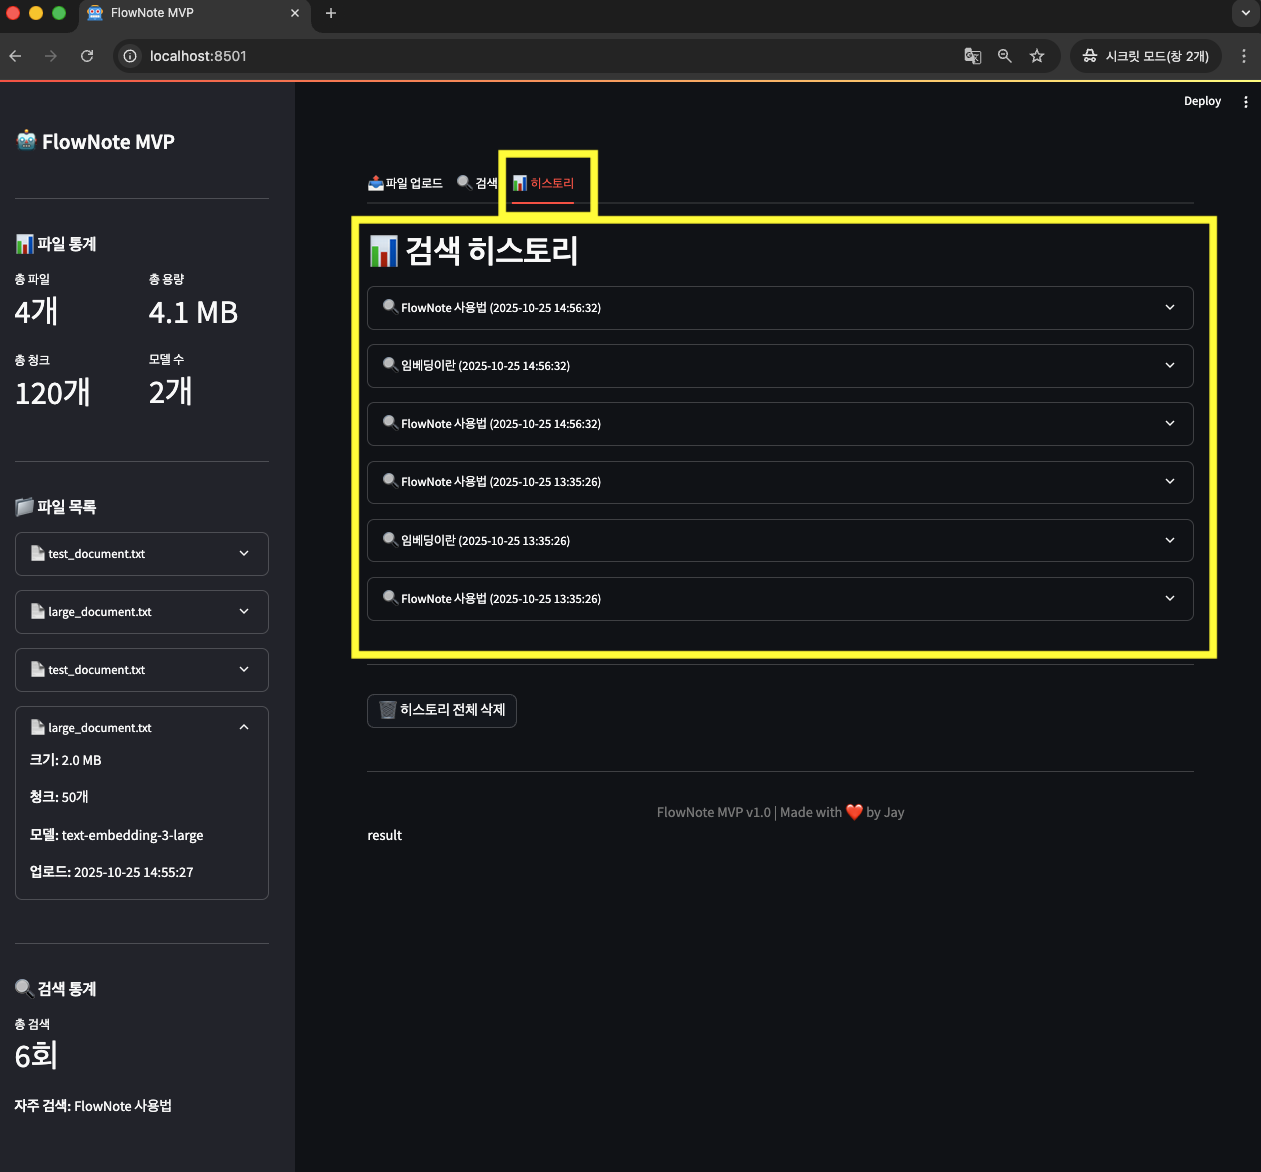 FlowNote MVP
localhost:8501
시크릿 모드(창 2개)
Deploy
FlowNote MVP
파일 통계
총 파일
총 용량
4개
4.1 MB
총 청크
모델 수
120개
2개
파일 목록
test_document.txt
large_document.txt
test_document.txt
large_document.txt
크기: 2.0 MB
청크: 50개
모델: text-embedding-3-large
업로드: 2025-10-25 14:55:27
검색 통계
총 검색
6회
자주 검색: FlowNote 사용법
파일 업로드
검색
히스토리
검색 히스토리
FlowNote 사용법 (2025-10-25 14:56:32)
임베딩이란 (2025-10-25 14:56:32)
FlowNote 사용법 (2025-10-25 14:56:32)
FlowNote 사용법 (2025-10-25 13:35:26)
임베딩이란 (2025-10-25 13:35:26)
FlowNote 사용법 (2025-10-25 13:35:26)
히스토리 전체 삭제
FlowNote MVP v1.0 | Made with ❤️ by Jay
result